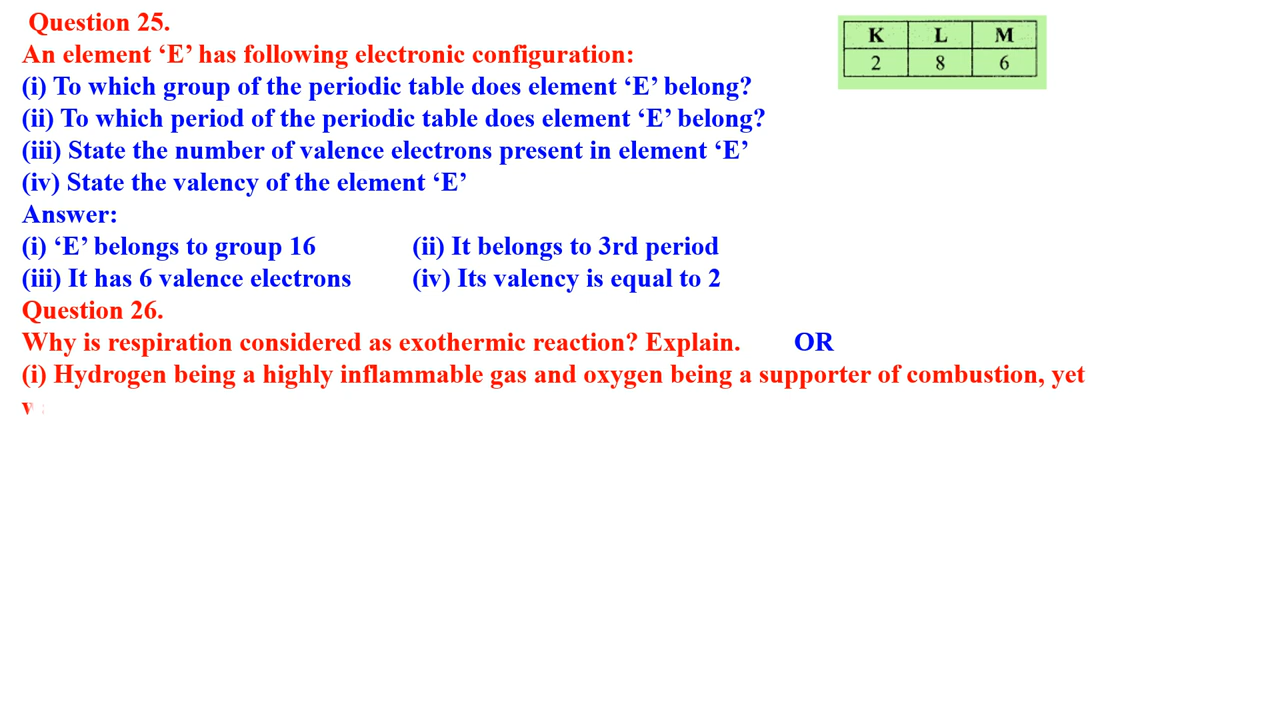 Question 25.
An element ‘E’ has following electronic configuration:
K L M
2 8 6
(i) To which group of the periodic table does element ‘E’ belong?
(ii) To which period of the periodic table does element ‘E’ belong?
(iii) State the number of valence electrons present in element ‘E’
(iv) State the valency of the element ‘E’
Answer:
(i) ‘E’ belongs to group 16 (ii) It belongs to 3rd period
(iii) It has 6 valence electrons (iv) Its valency is equal to 2
Question 26.
Why is respiration considered as exothermic reaction? Explain. OR
(i) Hydrogen being a highly inflammable gas and oxygen being a supporter of combustion, yet